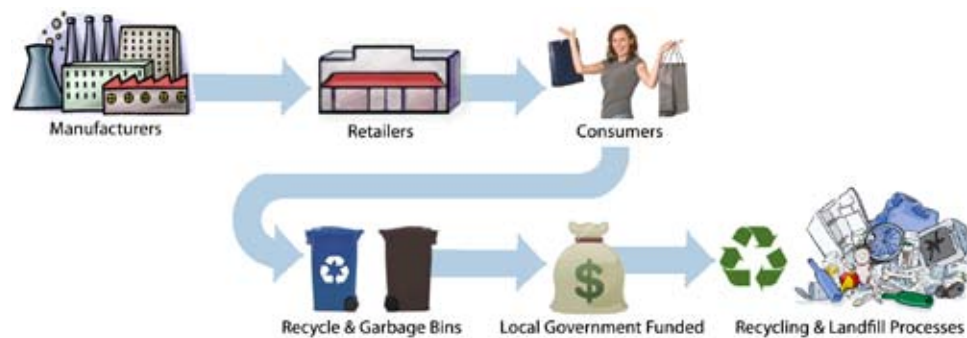 Manufacturers
Retailers
Consumers
$
Recycle & Garbage Bins
Local Government Funded
Recycling & Landfill Processes